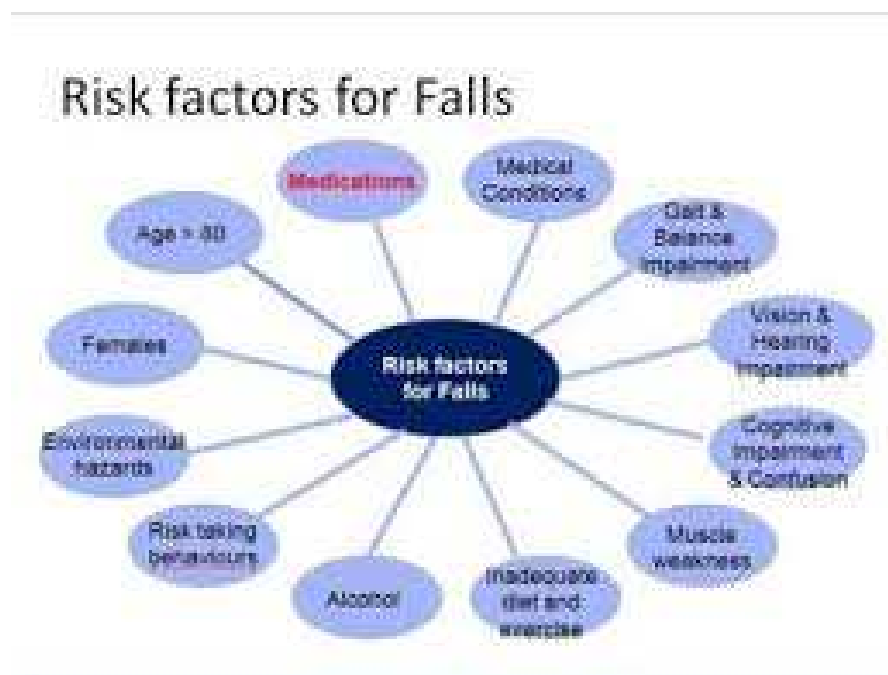 Risk factors for Falls
Medications
Medical
Conditions
Gait &
Balance
Impairment
Vision &
Hearing
Impairment
Cognitive
Impairment
& Confusion
Muscle
weakness
Inadequate
diet and
exercise
Alcohol
Risk taking
behaviours
Environmental
hazards
Females
Age >
Risk factors
for Falls